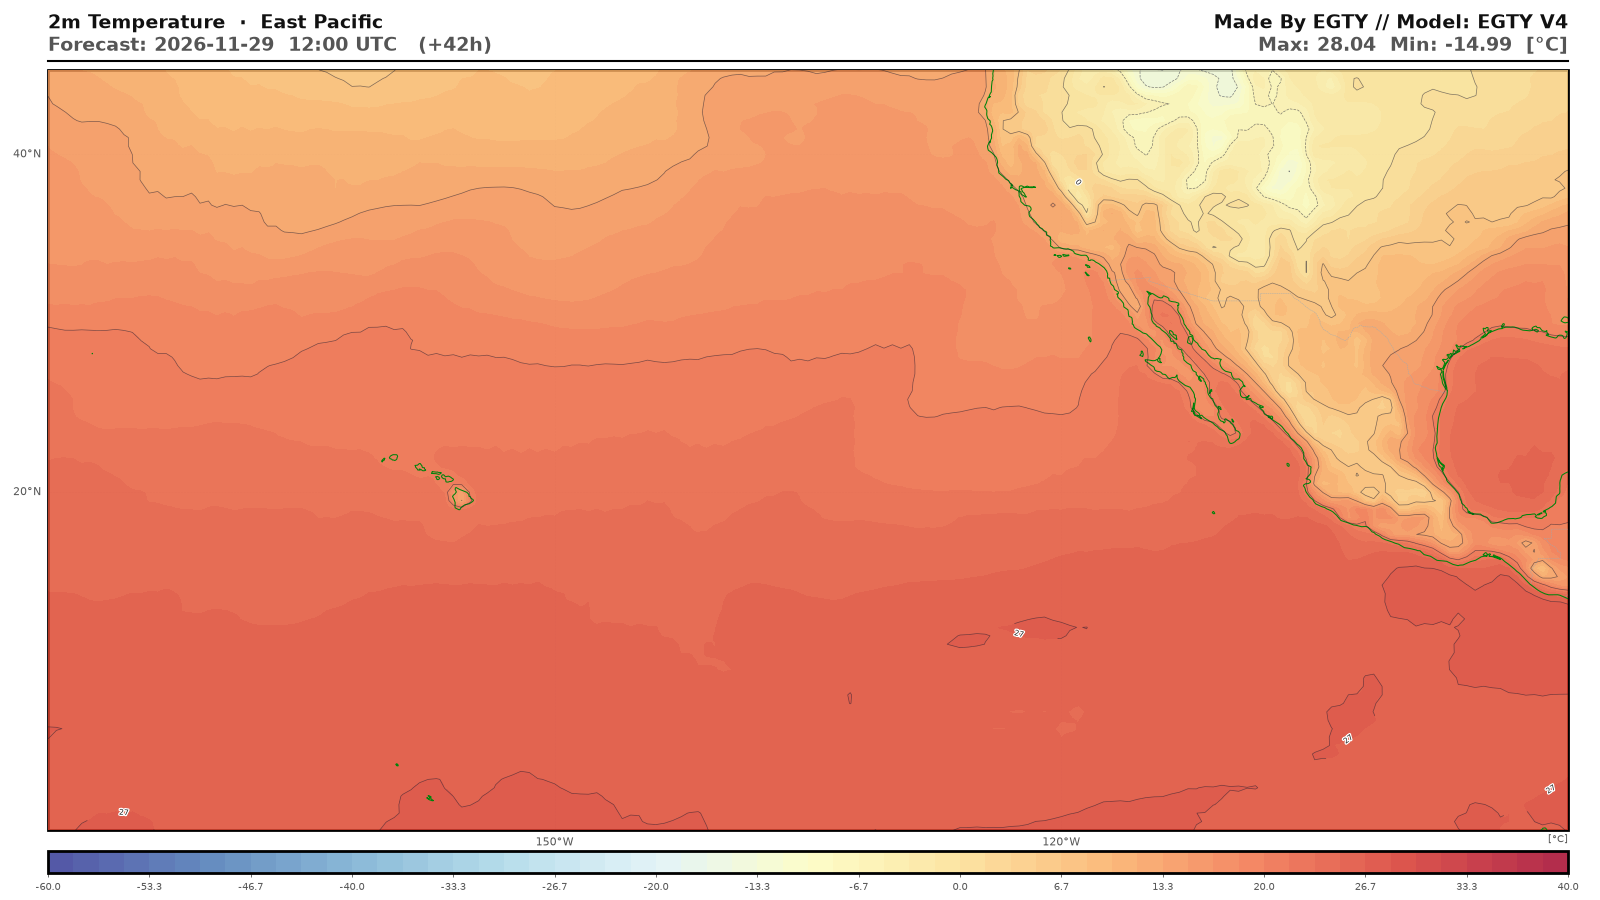 2m Temperature · East Pacific
Made By EGTY // Model: EGTY V4
Forecast: 2026-11-29 12:00 UTC (+42h)
Max: 28.04 Min: -14.99 [°C]
40°N
0
20°N
27
27
27
27
150°W
120°W
[°C]
-60.0 -53.3 -46.7 -40.0 -33.3 -26.7 -20.0 -13.3 -6.7 0.0 6.7 13.3 20.0 26.7 33.3 40.0